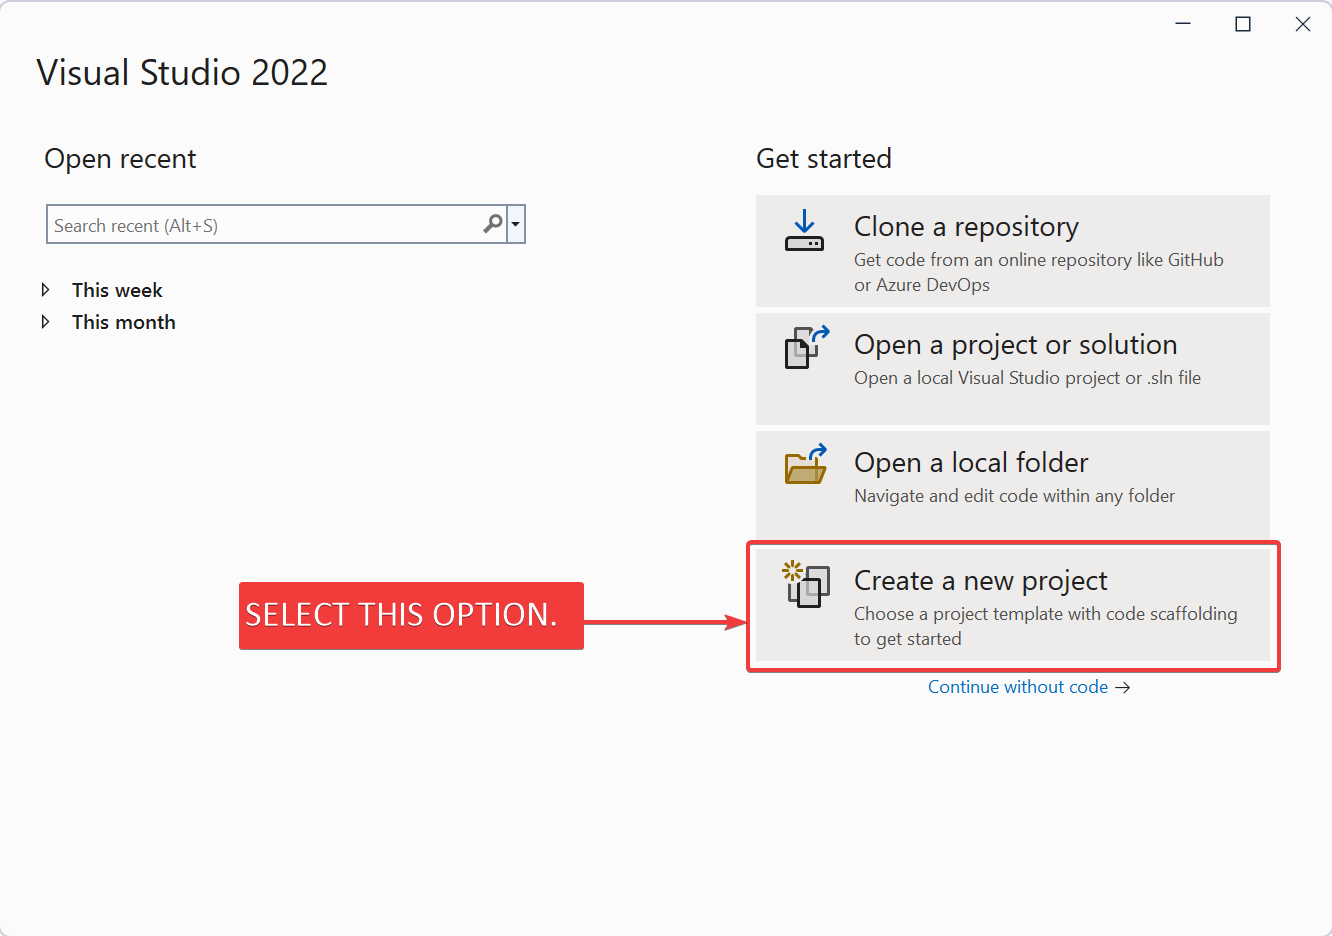 Visual Studio 2022
Open recent
Search recent (Alt+S)
This week
This month
Get started
Clone a repository
Get code from an online repository like GitHub
or Azure DevOps
Open a project or solution
Open a local Visual Studio project or .sln file
Open a local folder
Navigate and edit code within any folder
SELECT THIS OPTION.
Create a new project
Choose a project template with code scaffolding
to get started
Continue without code →